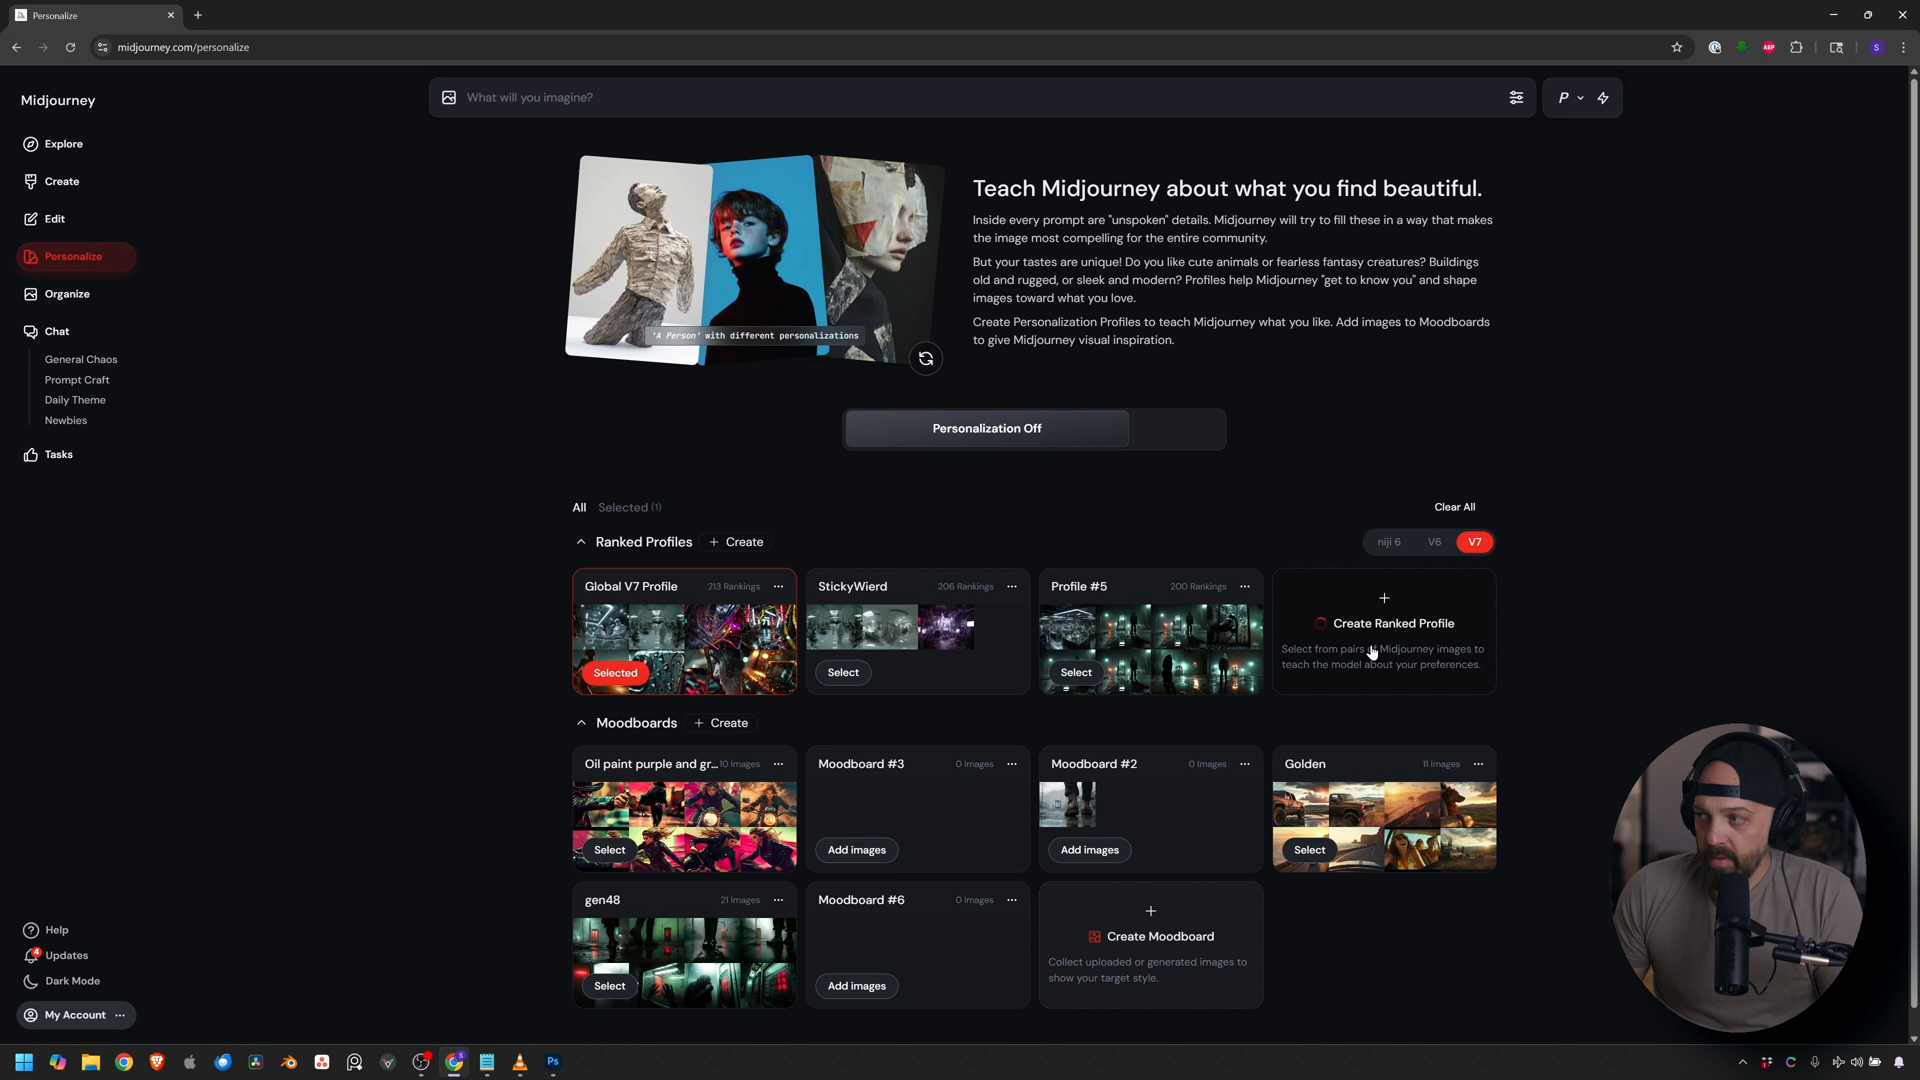 Personalize
midjourney.com/personalize
ABP
S
Midjourney
What will you imagine?
P
Explore
Create
Edit
Personalize
Organize
Chat
General Chaos
Prompt Craft
Daily Theme
Newbies
Tasks
'A Person' with different personalizations
Teach Midjourney about what you find beautiful.
Inside every prompt are "unspoken" details. Midjourney will try to fill these in a way that makes
the image most compelling for the entire community.
But your tastes are unique! Do you like cute animals or fearless fantasy creatures? Buildings
old and rugged, or sleek and modern? Profiles help Midjourney "get to know you" and shape
images toward what you love.
Create Personalization Profiles to teach Midjourney what you like. Add images to Moodboards
to give Midjourney visual inspiration.
Personalization Off
All Selected (1) Clear All
Ranked Profiles + Create niji 6 V6 V7
Global V7 Profile 213 Rankings
Selected
StickyWierd 206 Rankings
Select
Profile #5 200 Rankings
Select
Create Ranked Profile
Select from pairs of Midjourney images to
teach the model about your preferences.
Moodboards + Create
Oil paint purple and gr... 10 Images
Select
Moodboard #3 0 Images
Add images
Moodboard #2 0 Images
Add images
Golden 11 Images
Select
gen48 21 Images
Select
Moodboard #6 0 Images
Add images
Create Moodboard
Collect uploaded or generated images to
show your target style.
Help
4
Updates
Dark Mode
My Account
Ps